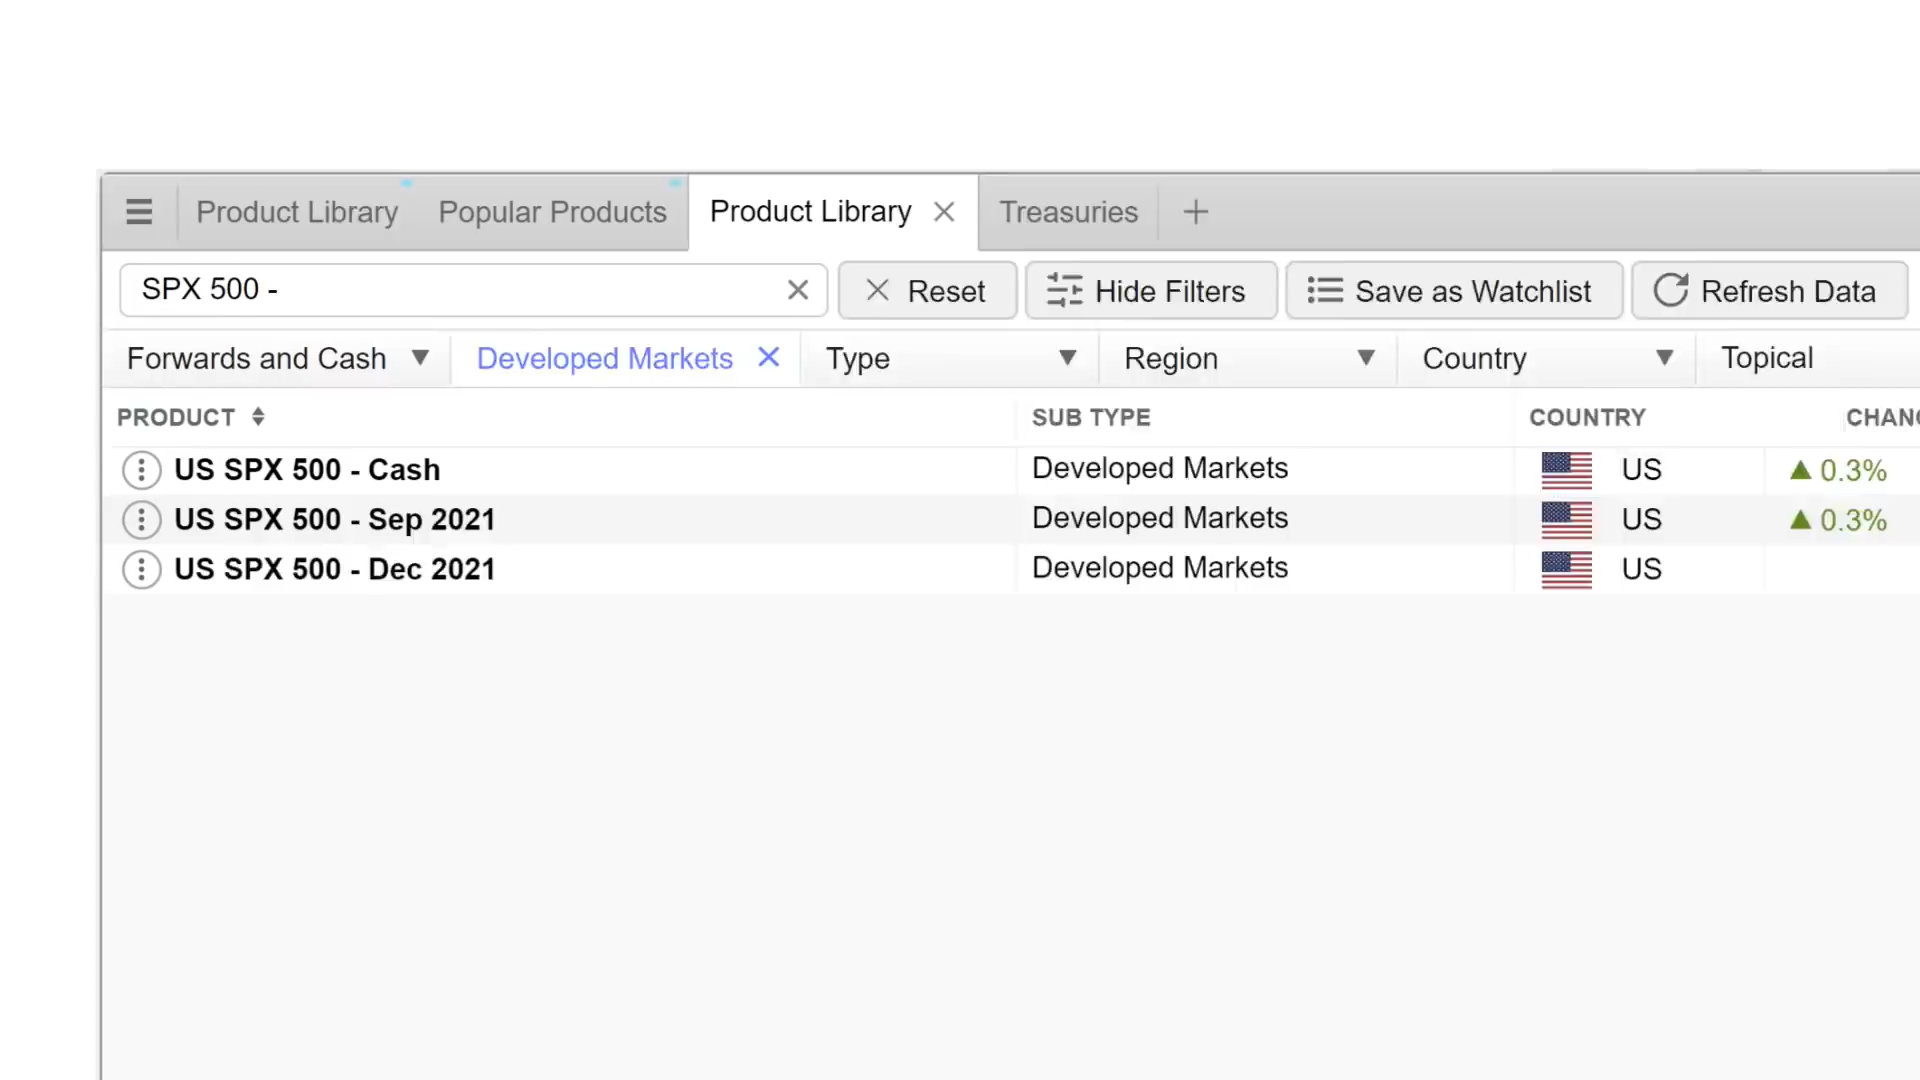 Product Library Popular Products Product Library Treasuries
SPX 500 - Reset Hide Filters Save as Watchlist Refresh Data
Forwards and Cash Developed Markets Type Region Country Topical
PRODUCT SUB TYPE COUNTRY CHANG
US SPX 500 - Cash Developed Markets US 0.3%
US SPX 500 - Sep 2021 Developed Markets US 0.3%
US SPX 500 - Dec 2021 Developed Markets US